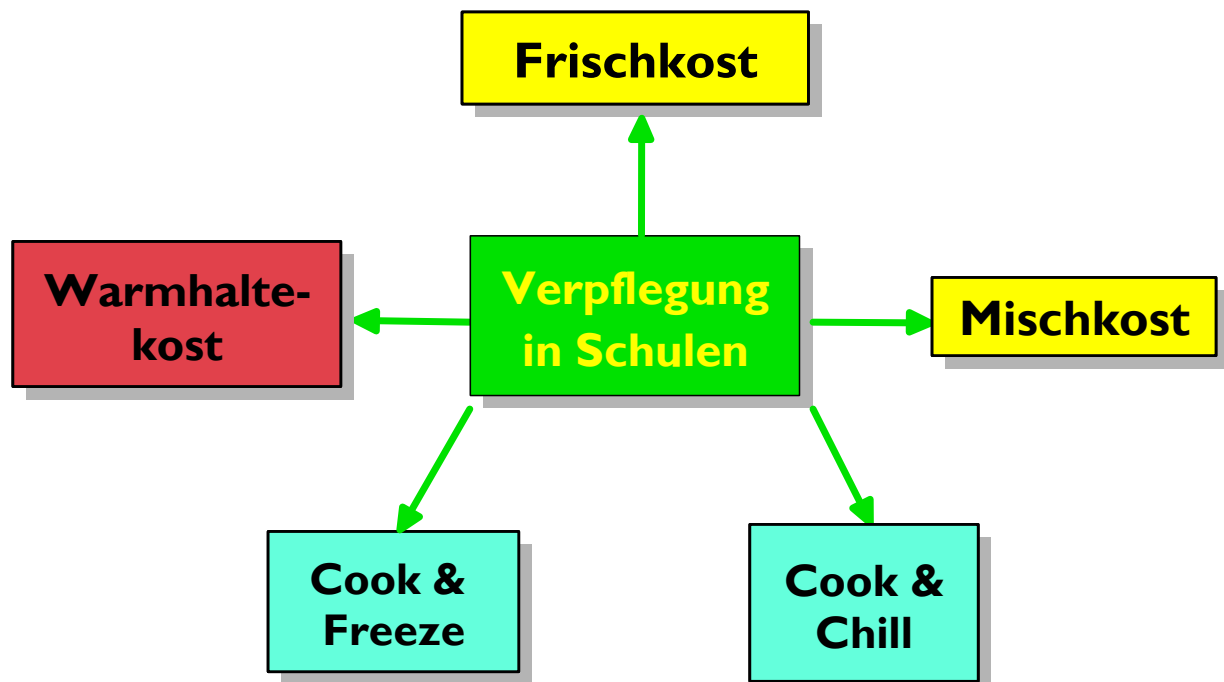 Frischkost
Warmhalte-
kost
Verpflegung
in Schulen
Mischkost
Cook &
Freeze
Cook &
Chill